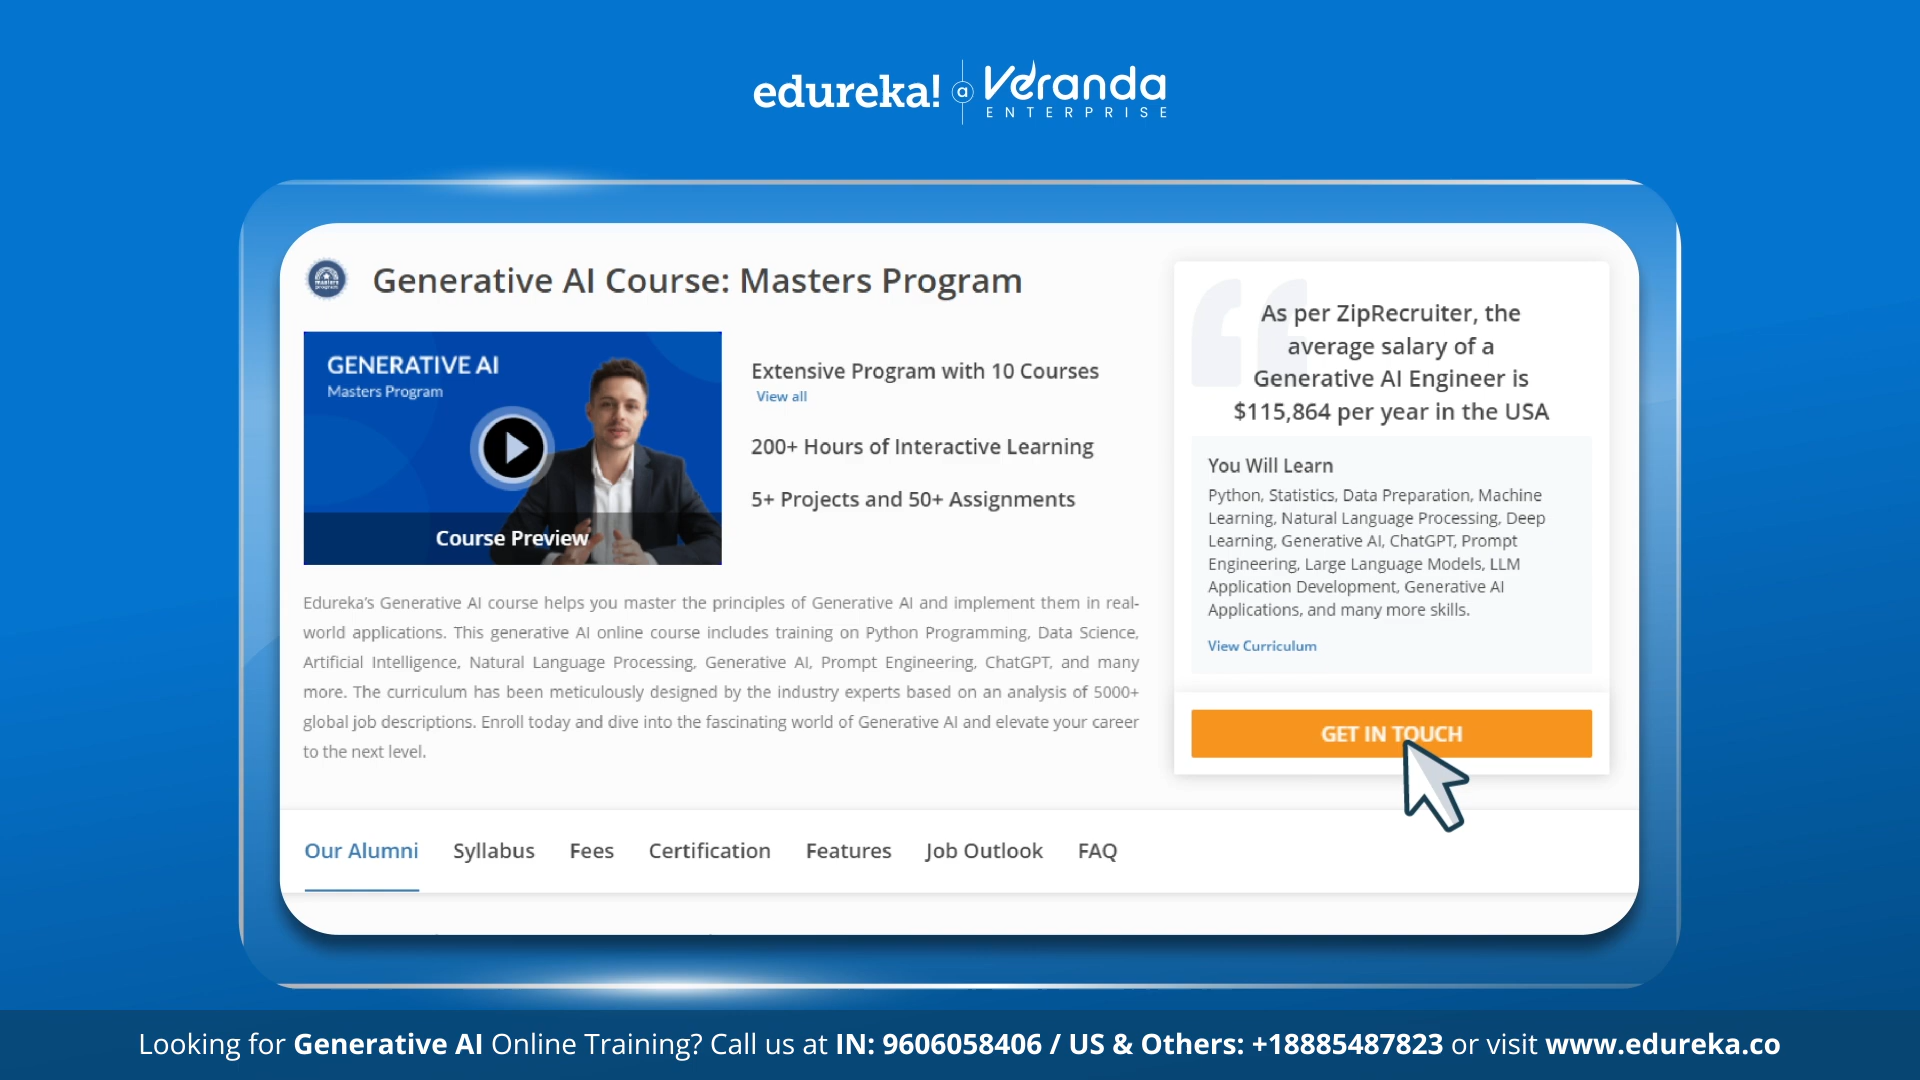 edureka! a Veranda
ENTERPRISE
Generative AI Course: Masters Program
GENERATIVE AI
Masters Program
Course Preview
Extensive Program with 10 Courses
View all
200+ Hours of Interactive Learning
5+ Projects and 50+ Assignments
Edureka's Generative AI course helps you master the principles of Generative AI and implement them in real-
world applications. This generative AI online course includes training on Python Programming, Data Science,
Artificial Intelligence, Natural Language Processing, Generative AI, Prompt Engineering, ChatGPT, and many
more. The curriculum has been meticulously designed by the industry experts based on an analysis of 5000+
global job descriptions. Enroll today and dive into the fascinating world of Generative AI and elevate your career
to the next level.
As per ZipRecruiter, the
average salary of a
Generative AI Engineer is
$115,864 per year in the USA
You Will Learn
Python, Statistics, Data Preparation, Machine
Learning, Natural Language Processing, Deep
Learning, Generative AI, ChatGPT, Prompt
Engineering, Large Language Models, LLM
Application Development, Generative AI
Applications, and many more skills.
View Curriculum
GET IN TOUCH
Our Alumni Syllabus Fees Certification Features Job Outlook FAQ
Looking for Generative AI Online Training? Call us at IN: 9606058406 / US & Others: +18885487823 or visit www.edureka.co